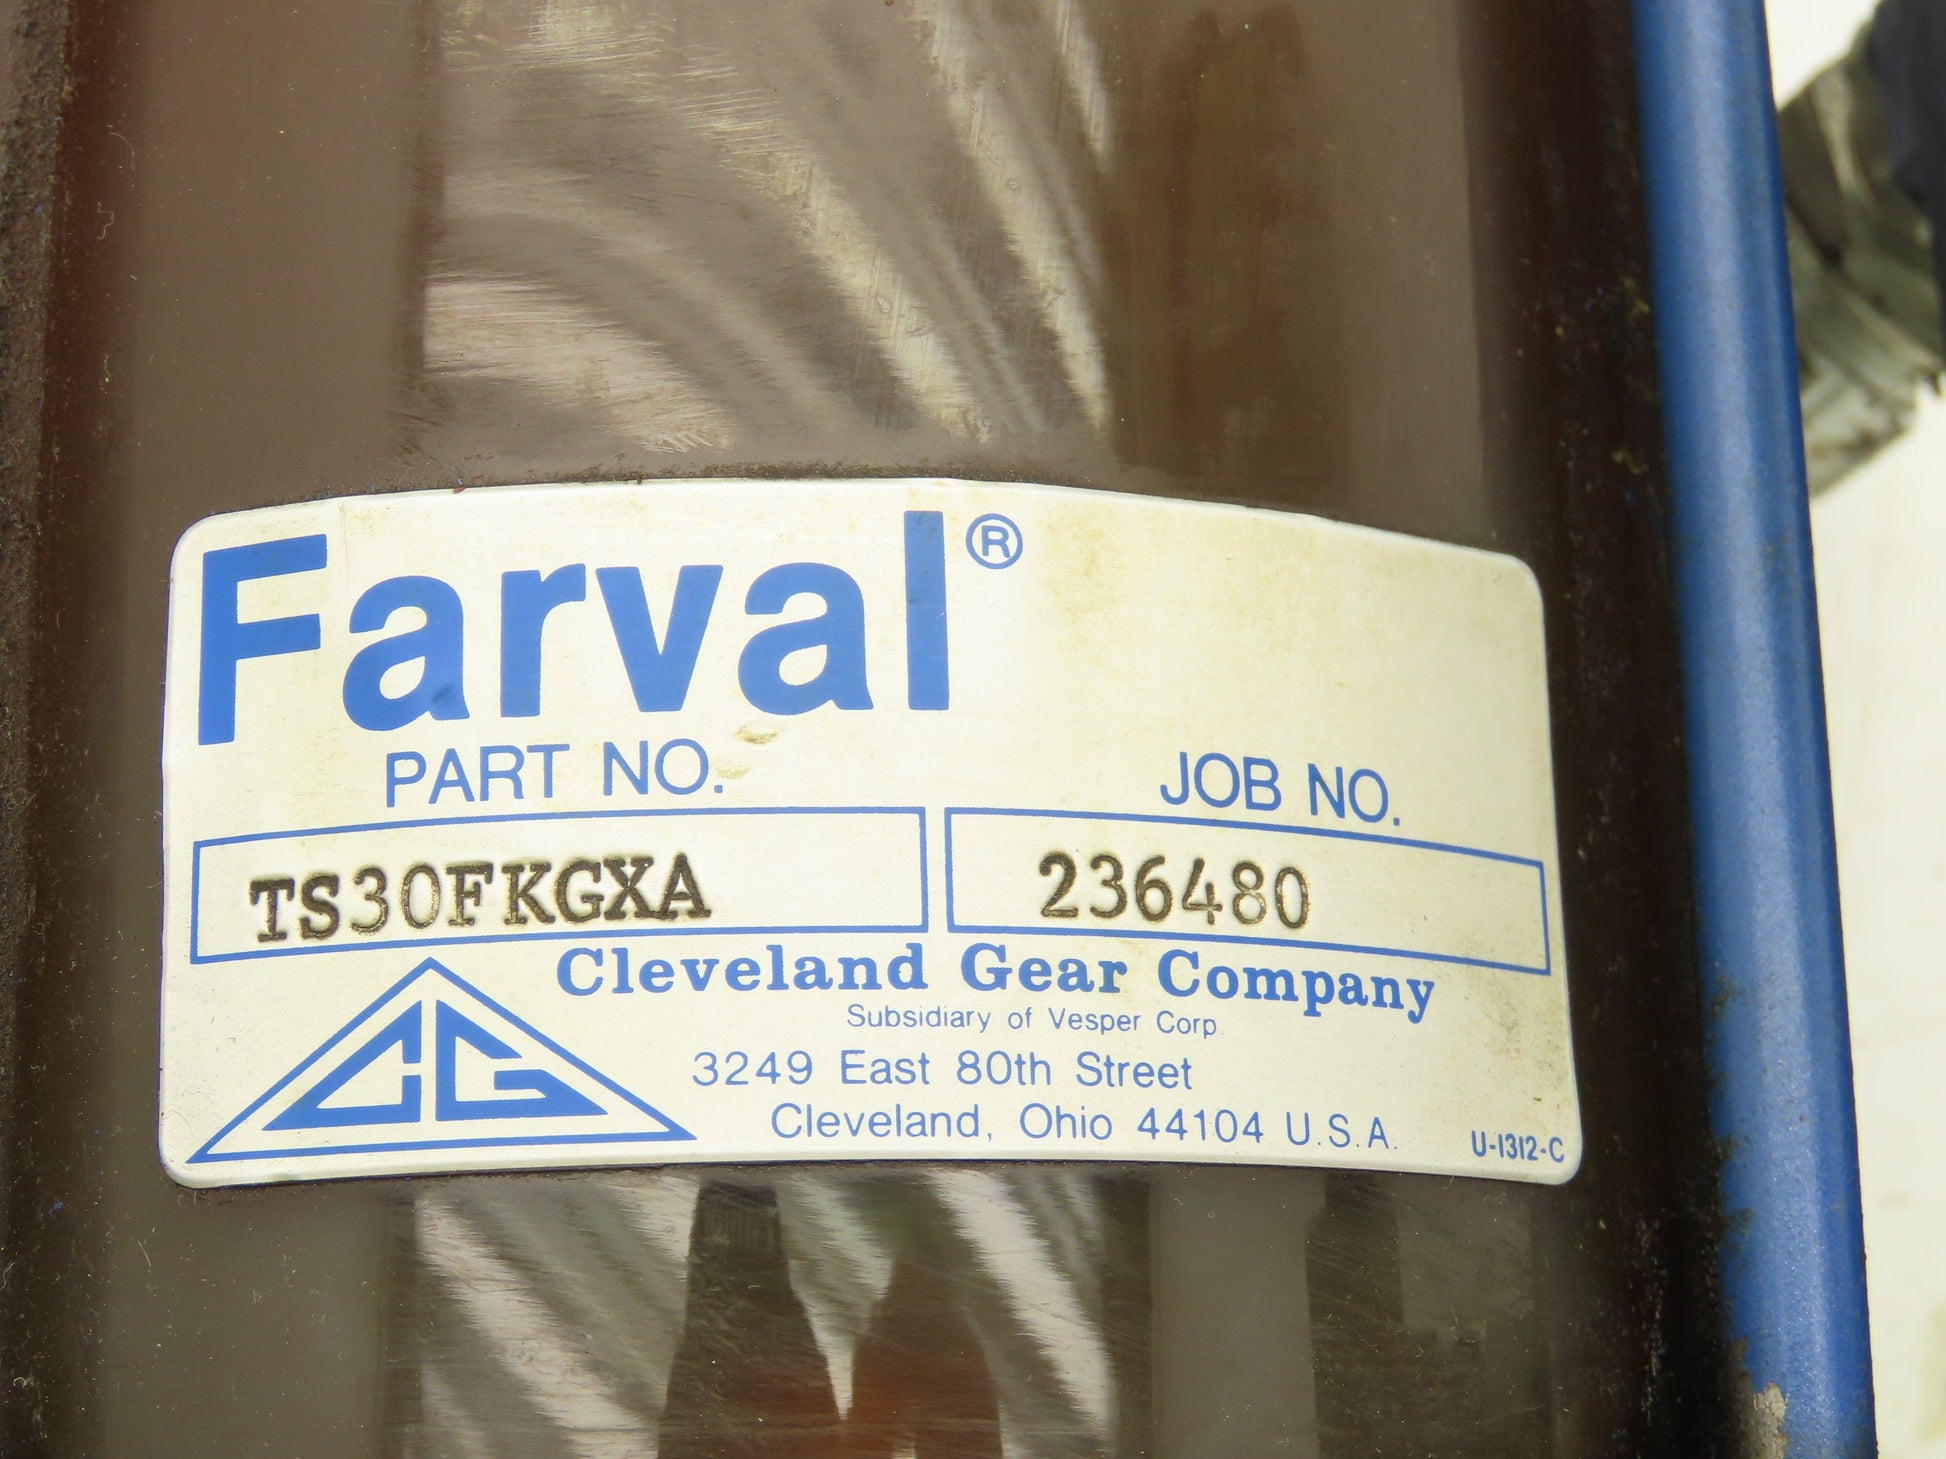 Farval®
PART NO. JOB NO.
TS30FKGXA 236480
Cleveland Gear Company
Subsidiary of Vesper Corp.
CG
3249 East 80th Street
Cleveland, Ohio 44104 U.S.A.
U-1312-C